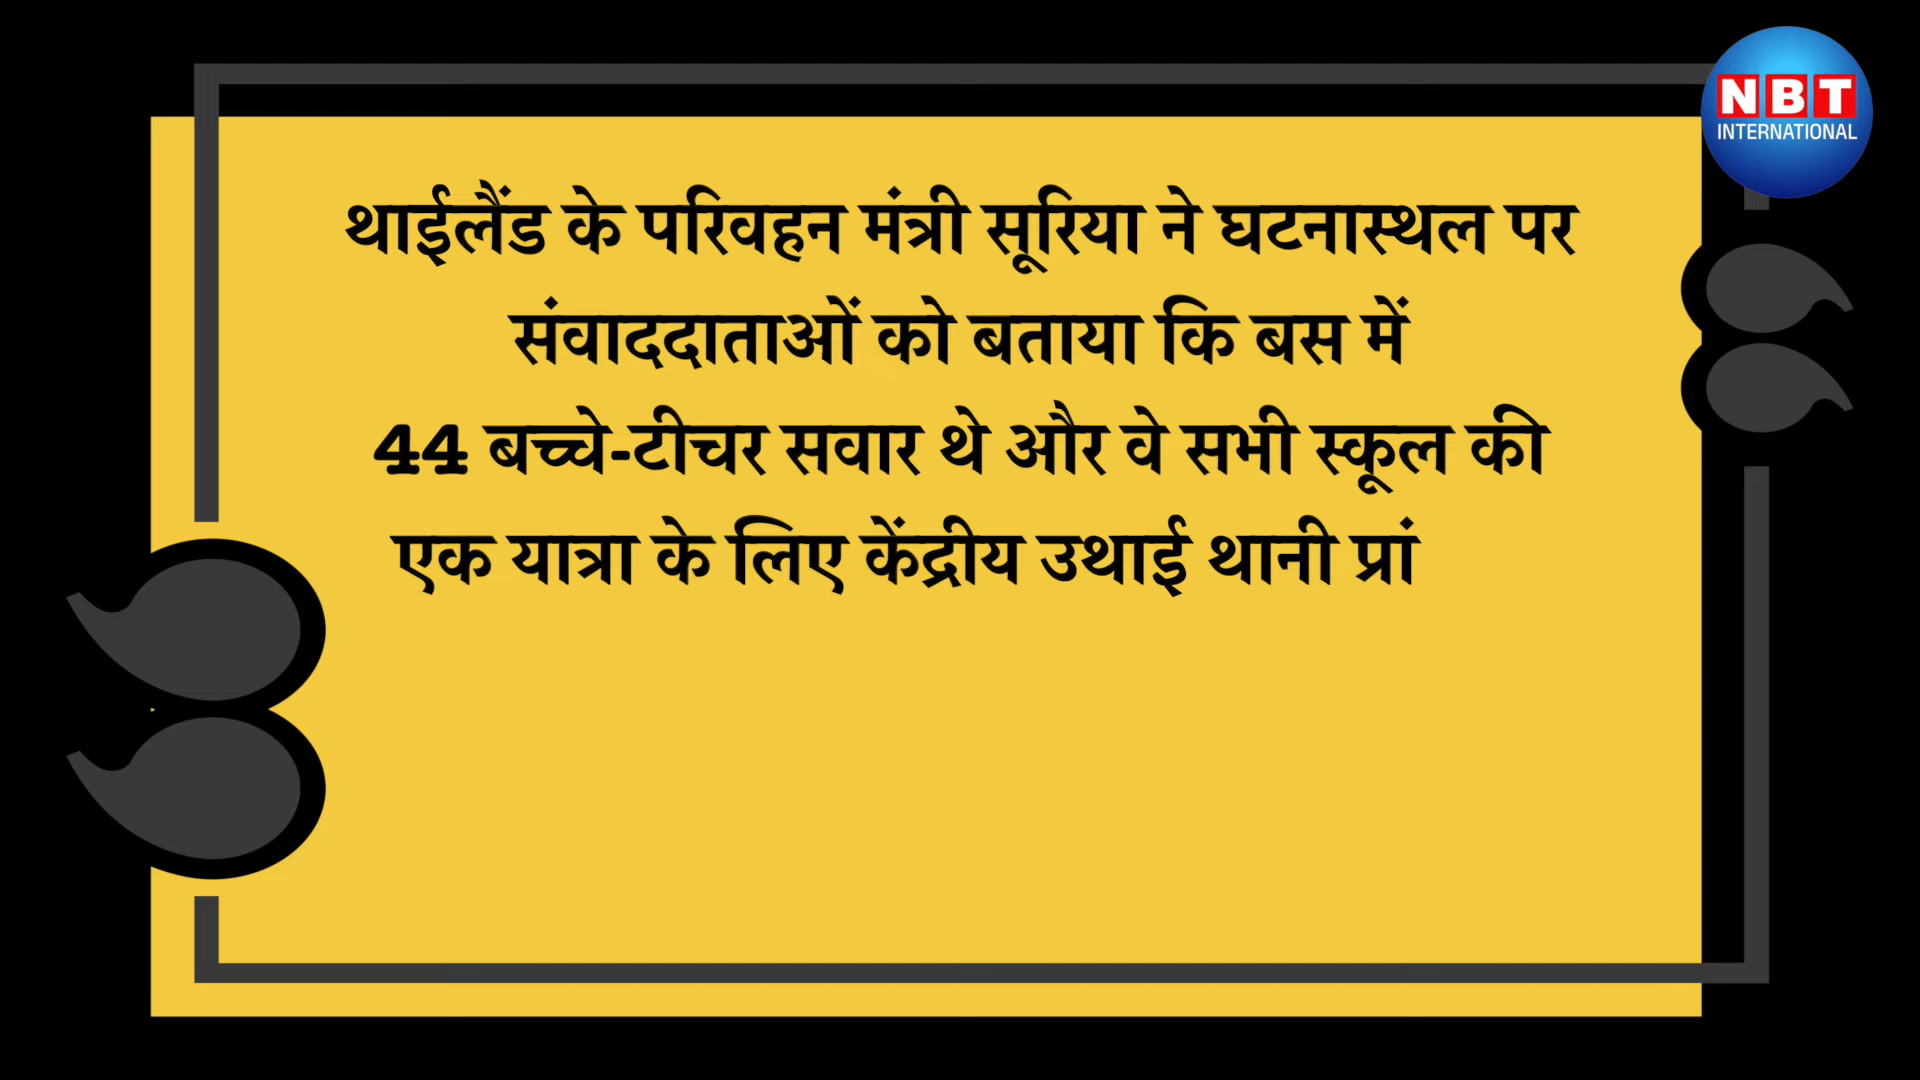 NBT
INTERNATIONAL
थाईलैंड के परिवहन मंत्री सूरिया ने घटनास्थल पर
संवाददाताओं को बताया कि बस में
44 बच्चे-टीचर सवार थे और वे सभी स्कूल की
एक यात्रा के लिए केंद्रीय उथाई थानी प्रां